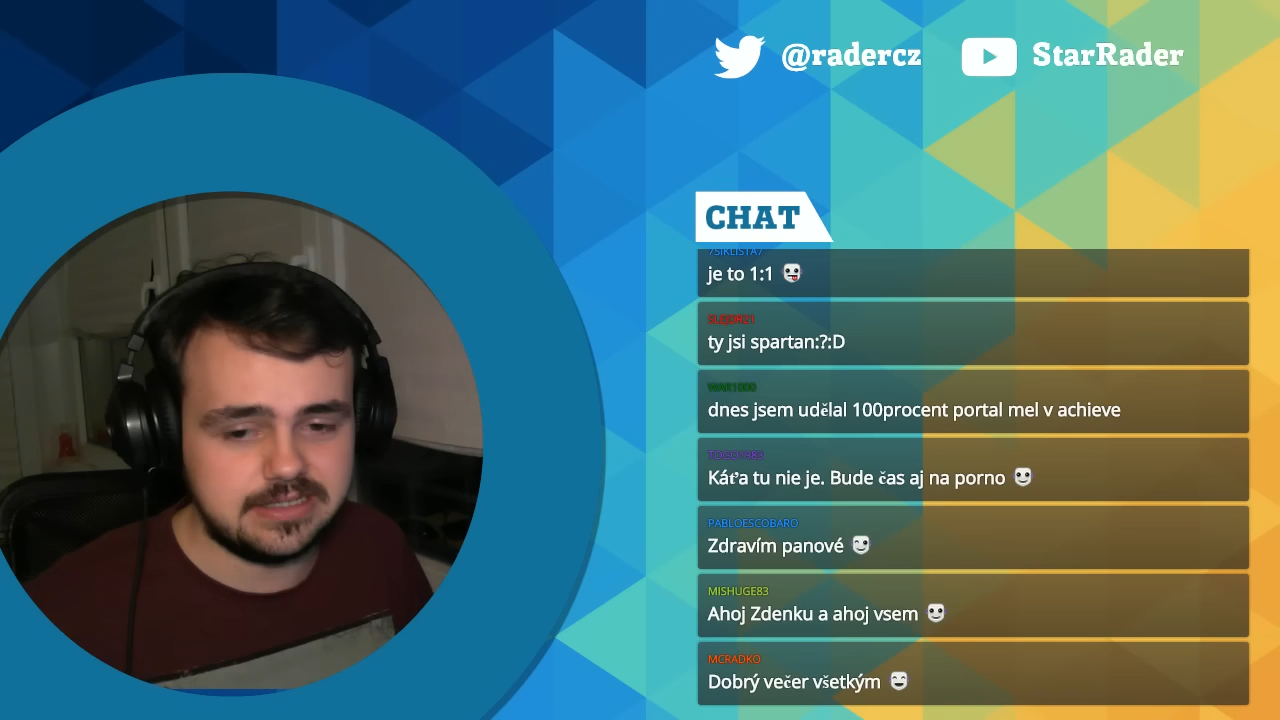 @radercz
StarRader
CHAT
7SIKLISTA7
je to 1:1
ty jsi spartan:?:D
WAR1000
dnes jsem udělal 100procent portal mel v achieve
Káťa tu nie je. Bude čas aj na porno
PABLOESCOBARO
Zdravím panové
MISHUGE83
Ahoj Zdenku a ahoj vsem
MCRADKO
Dobrý večer všetkým